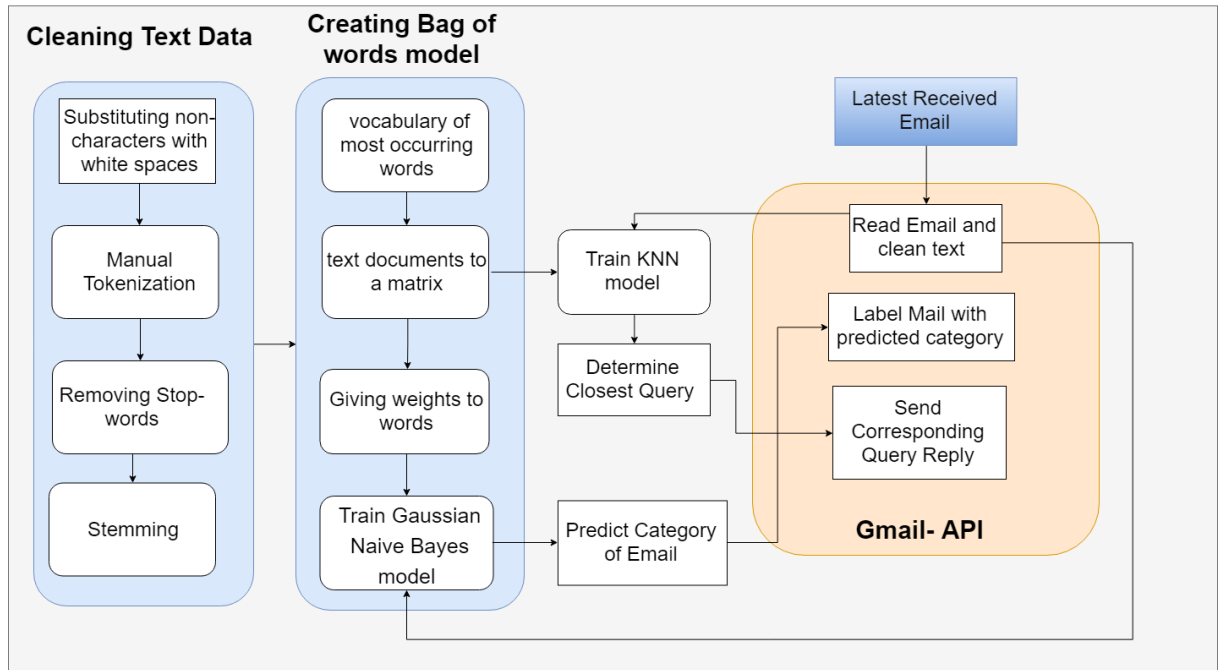 Cleaning Text Data
Substituting non-
characters with
white spaces
Manual
Tokenization
Removing Stop-
words
Stemming
Creating Bag of
words model
vocabulary of
most occurring
words
text documents to
a matrix
Giving weights to
words
Train Gaussian
Naive Bayes
model
Train KNN
model
Determine
Closest Query
Predict Category
of Email
Latest Received
Email
Read Email and
clean text
Label Mail with
predicted category
Send
Corresponding
Query Reply
Gmail- API